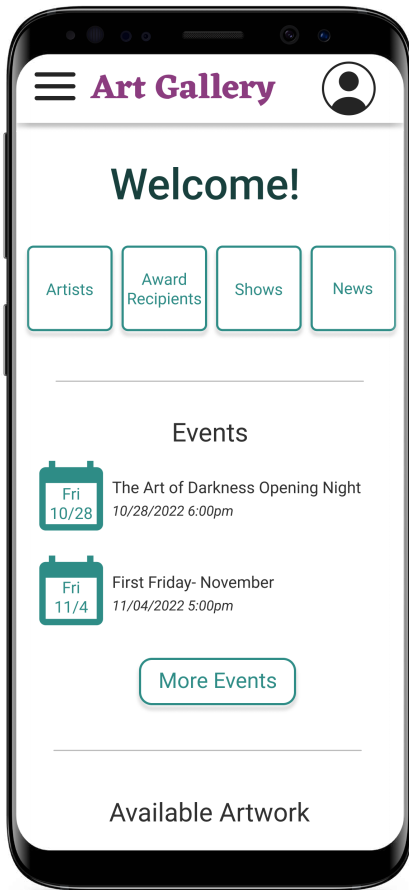 Art Gallery
Welcome!
Artists
Award
Recipients
Shows
News
Events
Fri
10/28
The Art of Darkness Opening Night
10/28/2022 6:00pm
Fri
11/4
First Friday- November
11/04/2022 5:00pm
More Events
Available Artwork